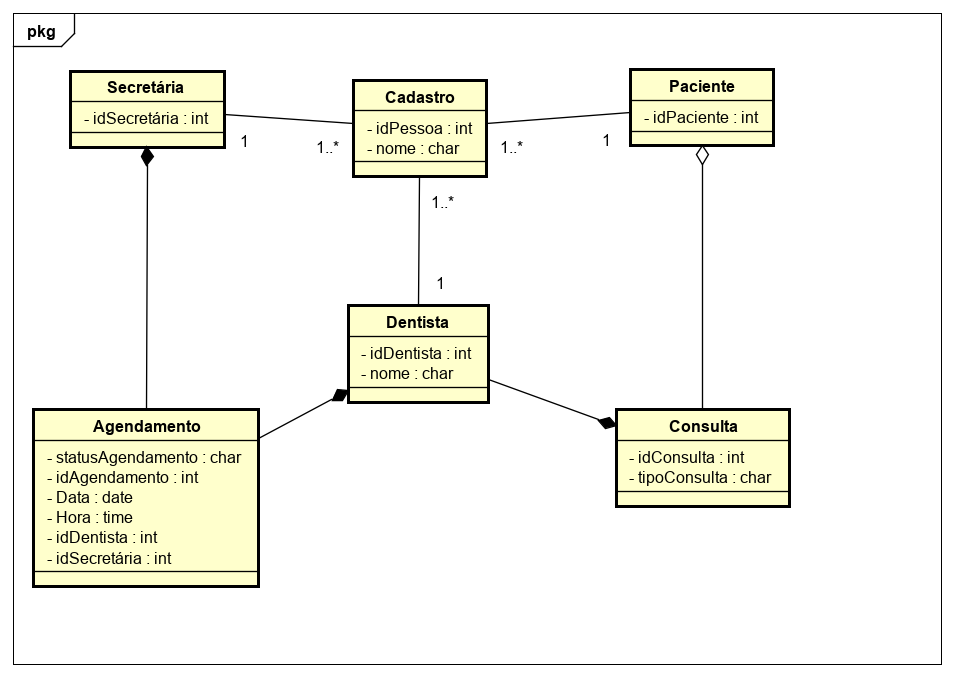 pkg
Secretária
- idSecretária : int
Cadastro
- idPessoa : int
- nome : char
Paciente
- idPaciente : int
1
1..*
1..*
1
1..*
1
Dentista
- idDentista : int
- nome : char
Agendamento
- statusAgendamento : char
- idAgendamento : int
- Data : date
- Hora : time
- idDentista : int
- idSecretária : int
Consulta
- idConsulta : int
- tipoConsulta : char